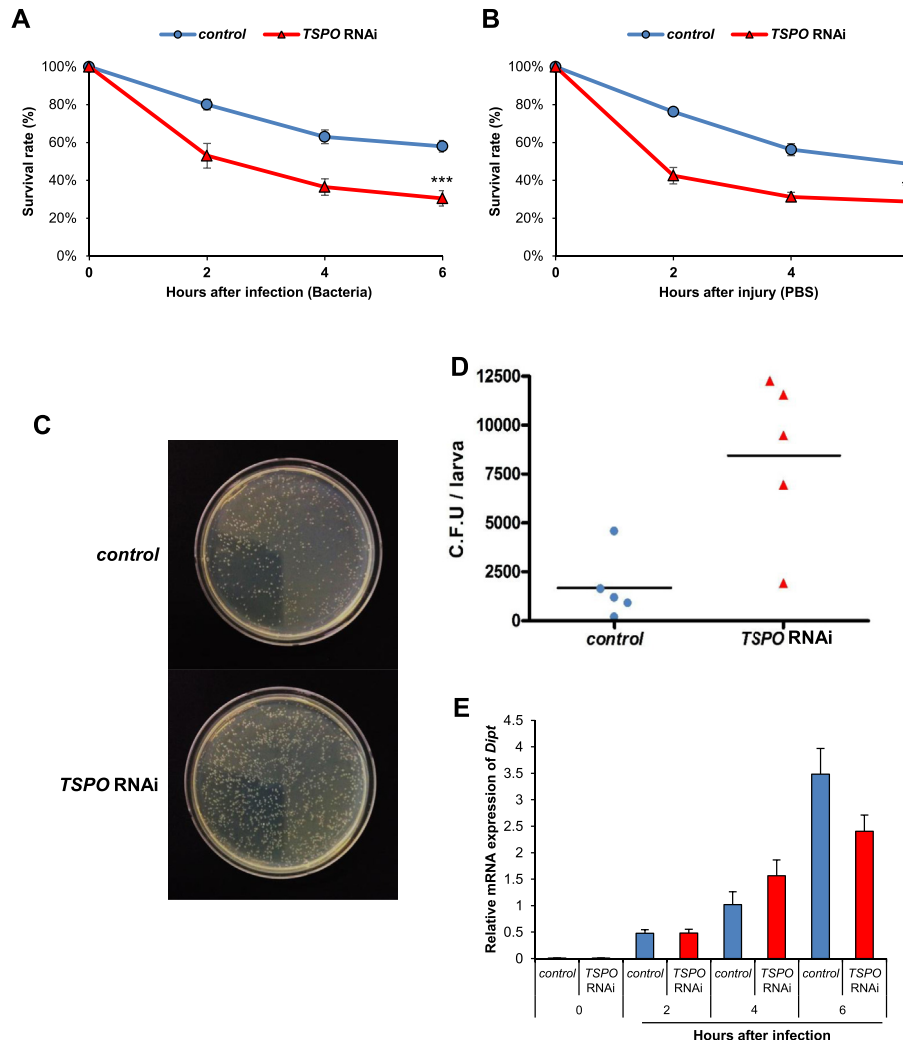 A
control TSPO RNAi
100%
80%
60%
40%
20%
0%
Survival rate (%)
***
0 2 4 6
Hours after infection (Bacteria)
B
control TSPO RNAi
100%
80%
60%
40%
20%
0%
Survival rate (%)
0 2 4
Hours after injury (PBS)
C
control
TSPO RNAi
D
12500
10000
7500
5000
2500
0
C.F.U / larva
control TSPO RNAi
E
4.5
4
3.5
3
2.5
2
1.5
1
0.5
0
Relative mRNA expression of Dipt
control TSPO RNAi control TSPO RNAi control TSPO RNAi control TSPO RNAi
0 2 4 6
Hours after infection